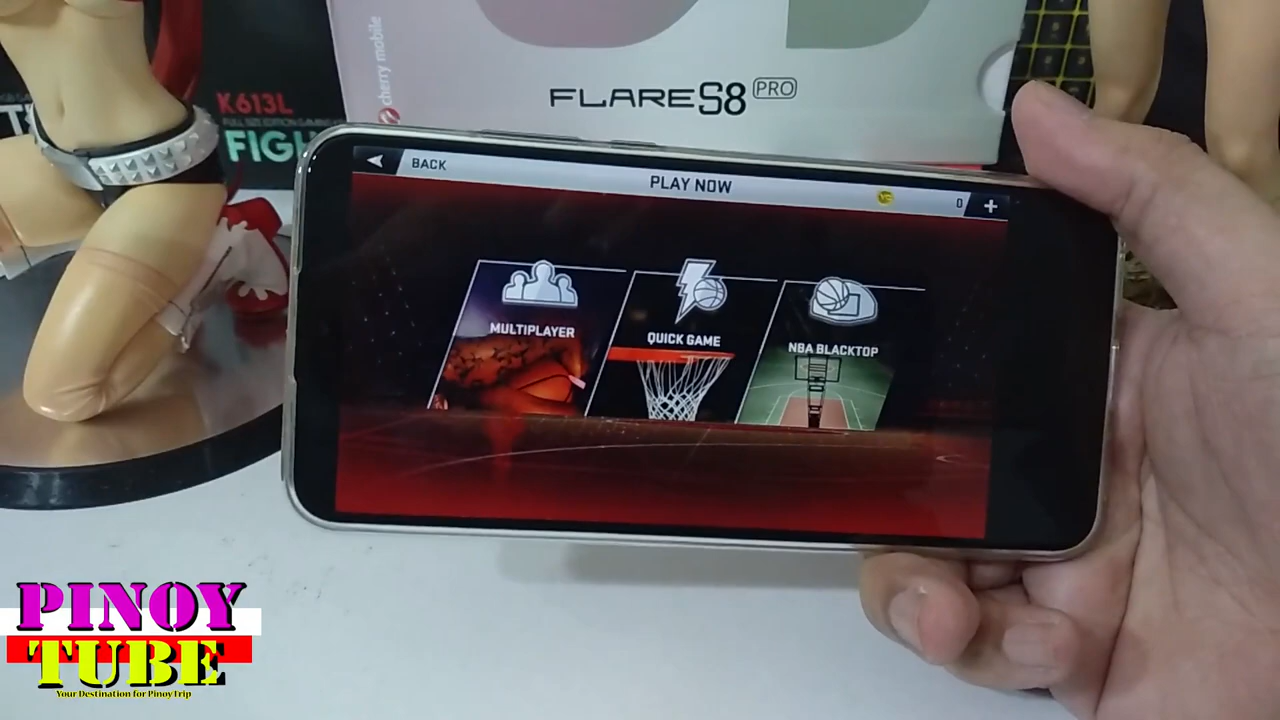 cherry mobile
FLARE S8 PRO
K613L
FIGH
BACK
PLAY NOW
0 +
MULTIPLAYER
QUICK GAME
NBA BLACKTOP
PINOY
TUBE
Your Destination for PinoyTrip